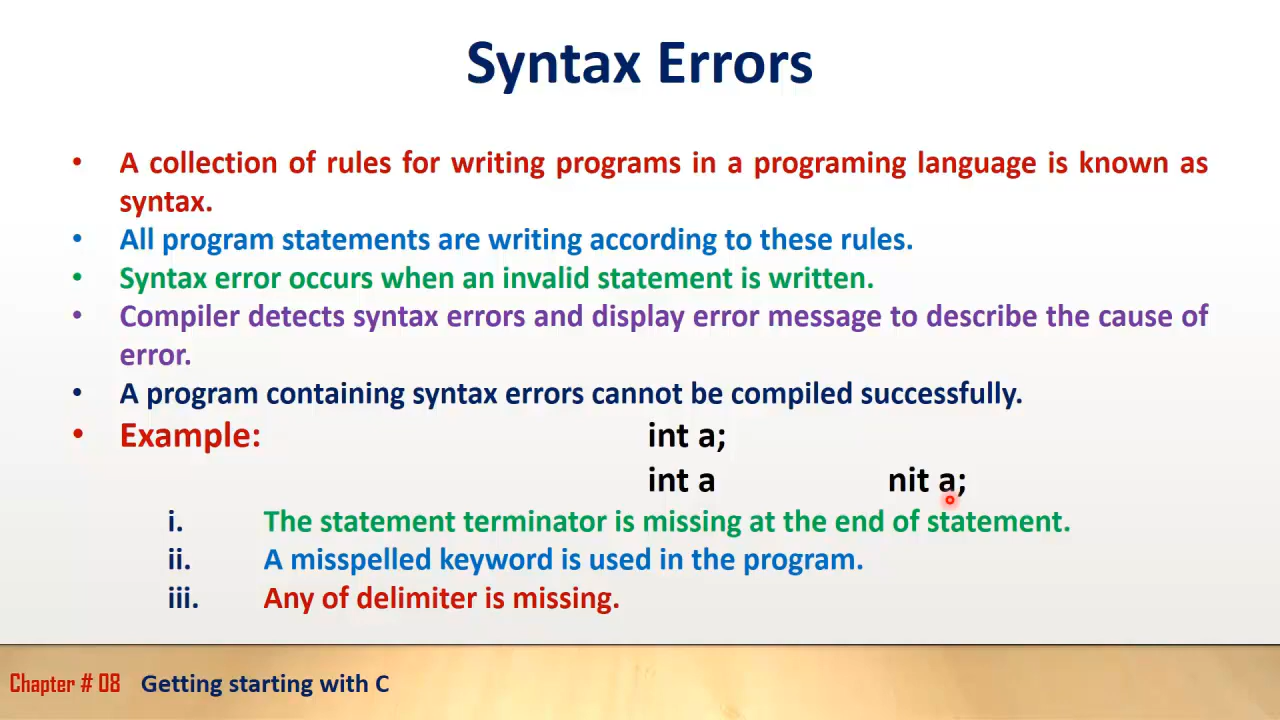 Syntax Errors
• A collection of rules for writing programs in a programing language is known as
syntax.
• All program statements are writing according to these rules.
• Syntax error occurs when an invalid statement is written.
• Compiler detects syntax errors and display error message to describe the cause of
error.
• A program containing syntax errors cannot be compiled successfully.
• Example: int a;
int a nit a;
i. The statement terminator is missing at the end of statement.
ii. A misspelled keyword is used in the program.
iii. Any of delimiter is missing.
Chapter # 08 Getting starting with C